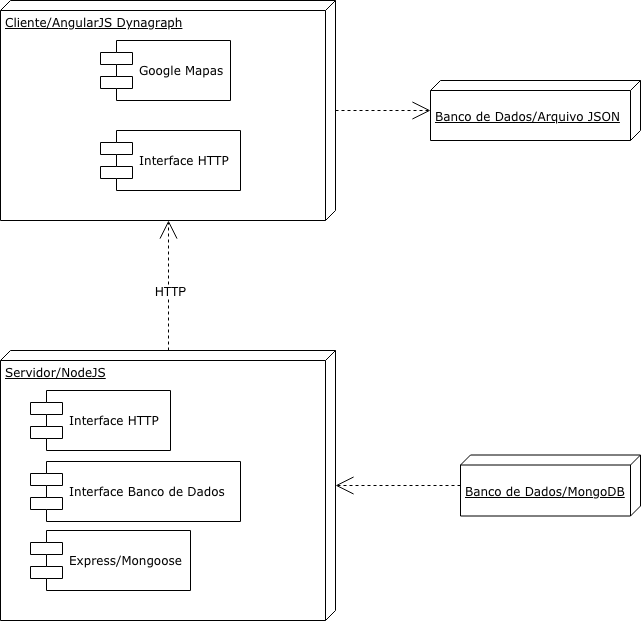 Cliente/AngularJS Dynagraph
Google Mapas
Banco de Dados/Arquivo JSON
Interface HTTP
HTTP
Servidor/NodeJS
Interface HTTP
Interface Banco de Dados
Banco de Dados/MongoDB
Express/Mongoose